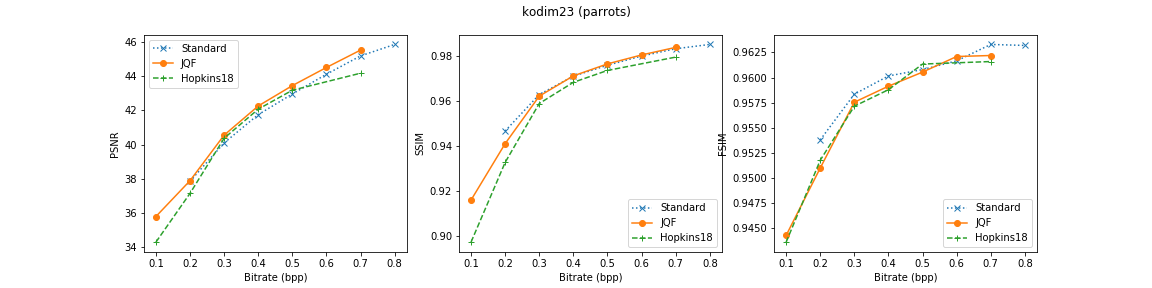 kodim23 (parrots)
PSNR
46
44
42
40
38
36
34
0.1 0.2 0.3 0.4 0.5 0.6 0.7 0.8
Bitrate (bpp)
Standard
JQF
Hopkins18
SSIM
0.98
0.96
0.94
0.92
0.90
0.1 0.2 0.3 0.4 0.5 0.6 0.7 0.8
Bitrate (bpp)
Standard
JQF
Hopkins18
FSIM
0.9625
0.9600
0.9575
0.9550
0.9525
0.9500
0.9475
0.9450
0.1 0.2 0.3 0.4 0.5 0.6 0.7 0.8
Bitrate (bpp)
Standard
JQF
Hopkins18